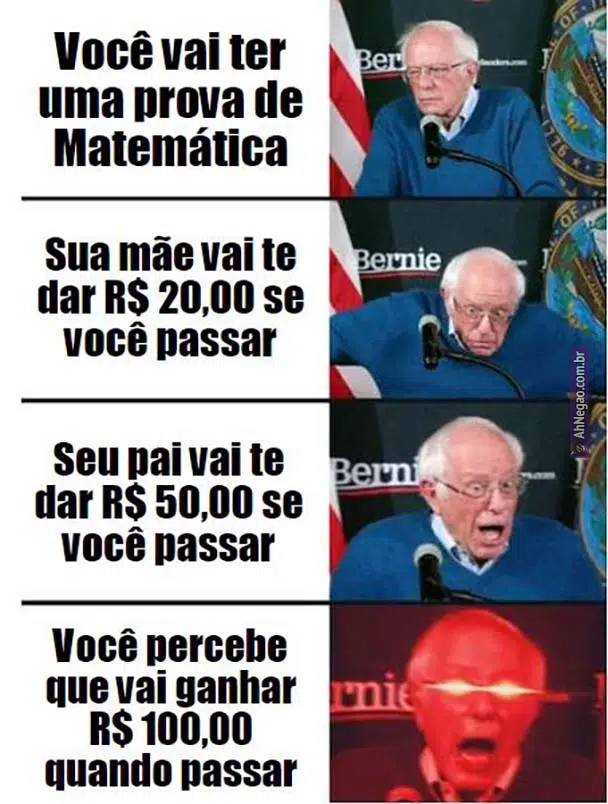 Você vai ter
uma prova de
Matemática
Bernie
Sua mãe vai te
dar R$ 20,00 se
você passar
Bernie
AhNegao.com.br
Seu pai vai te
dar R$ 50,00 se
você passar
Você percebe
que vai ganhar
R$ 100,00
quando passar